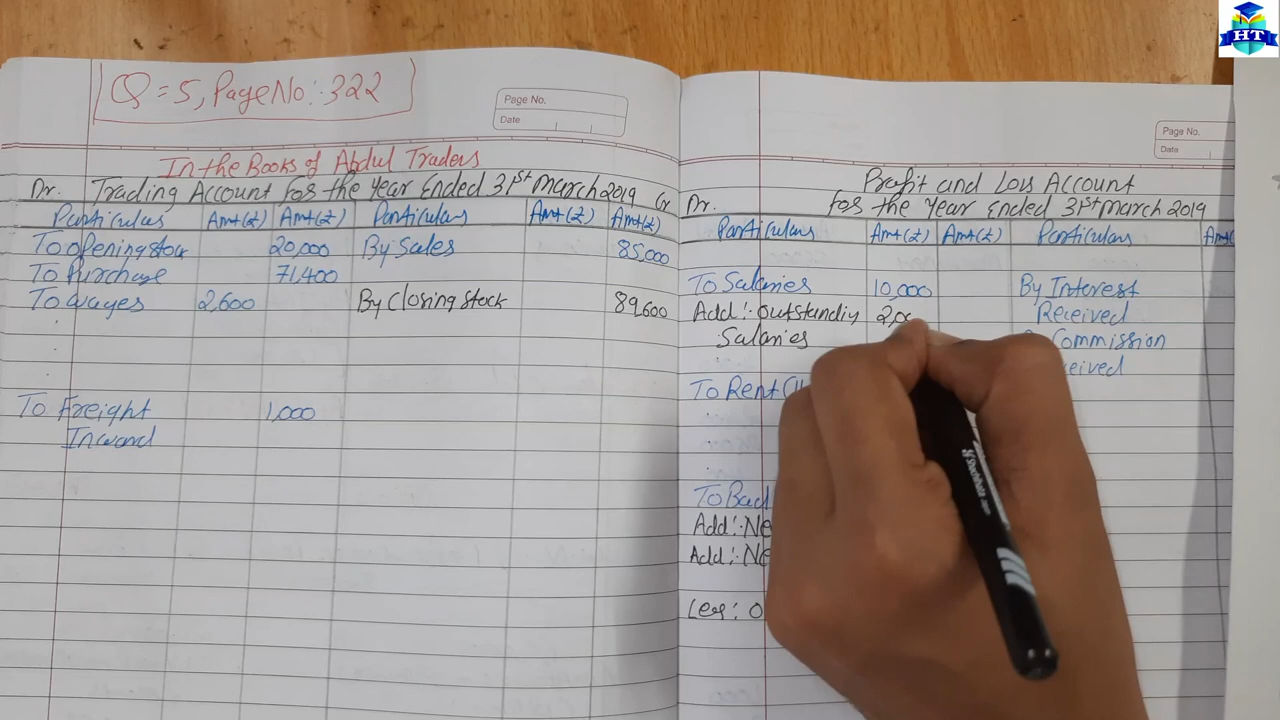 HT
Q = 5, Page No:- 322
Page No.
Date
In the Books of Abdul Traders
Dr. Trading Account for the Year Ended 31st March 2019 Cr
Particulars Amt(₹) Amt(₹) Particulars Amt(₹) Amt(₹)
To opening stock 20,000 By Sales 85,000
To Purchase 71,400
To Wages 2,600 By Closing Stock 89,600
To Freight 1,000
Inward
Page No.
Data
Profit and Loss Account
Dr. for the Year Ended 31st March 2019
Particulars Amt(₹) Amt(₹) Particulars
To Salaries 10,000 By Interest
Add:- Outstanding Received
Salaries Commission
To Rent
To Bad
Add:-
Add:-
Less:
Shachihata.com